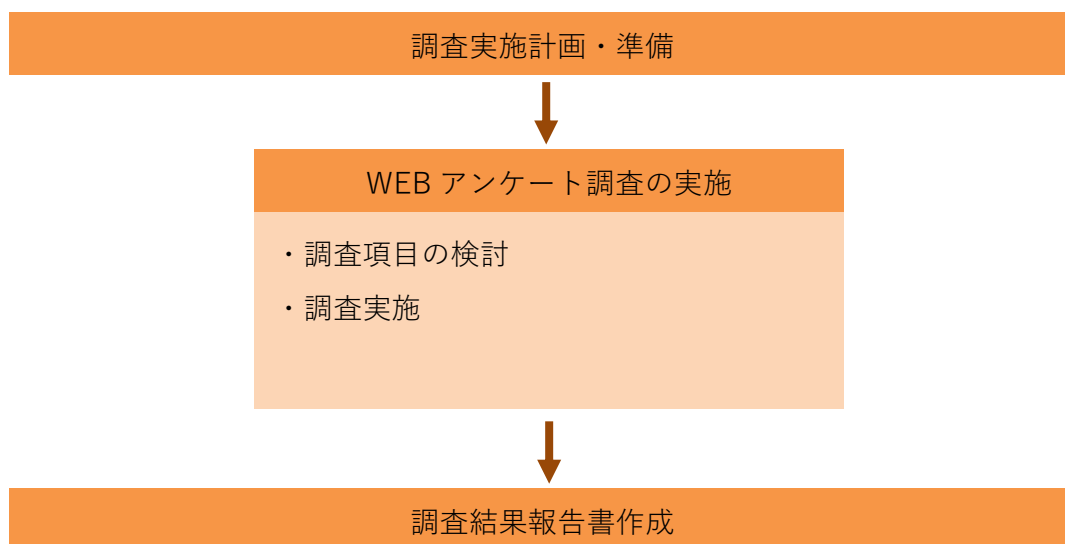 調査実施計画・準備
WEB アンケート調査の実施
・調査項目の検討
・調査実施
調査結果報告書作成